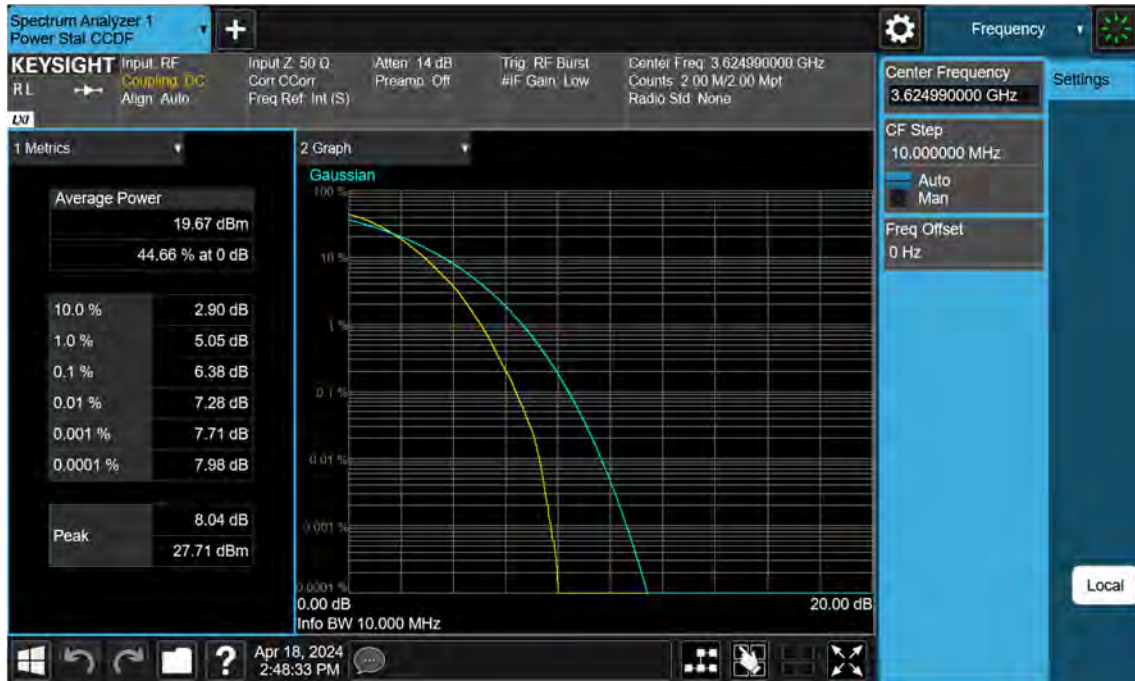 Spectrum Analyzer 1
Power Stat CCDF
Frequency
KEYSIGHT
RL
LXI
Input: RF
Coupling: DC
Align: Auto
Input Z: 50 Ω
Corr CCorr
Freq Ref: Int (S)
Atten: 14 dB
Preamp: Off
Trig: RF Burst
#IF Gain: Low
Center Freq: 3.624990000 GHz
Counts: 2.00 M/2.00 Mpt
Radio Std: None
Center Frequency
3.624990000 GHz
Settings
CF Step
10.000000 MHz
Auto
Man
Freq Offset
0 Hz
Local
1 Metrics
Average Power
19.67 dBm
44.66 % at 0 dB
10.0 % 2.90 dB
1.0 % 5.05 dB
0.1 % 6.38 dB
0.01 % 7.28 dB
0.001 % 7.71 dB
0.0001 % 7.98 dB
Peak
8.04 dB
27.71 dBm
2 Graph
Gaussian
100 %
10 %
1 %
0.1 %
0.01 %
0.001 %
0.0001 %
0.00 dB 20.00 dB
Info BW 10.000 MHz
?
Apr 18, 2024
2:48:33 PM